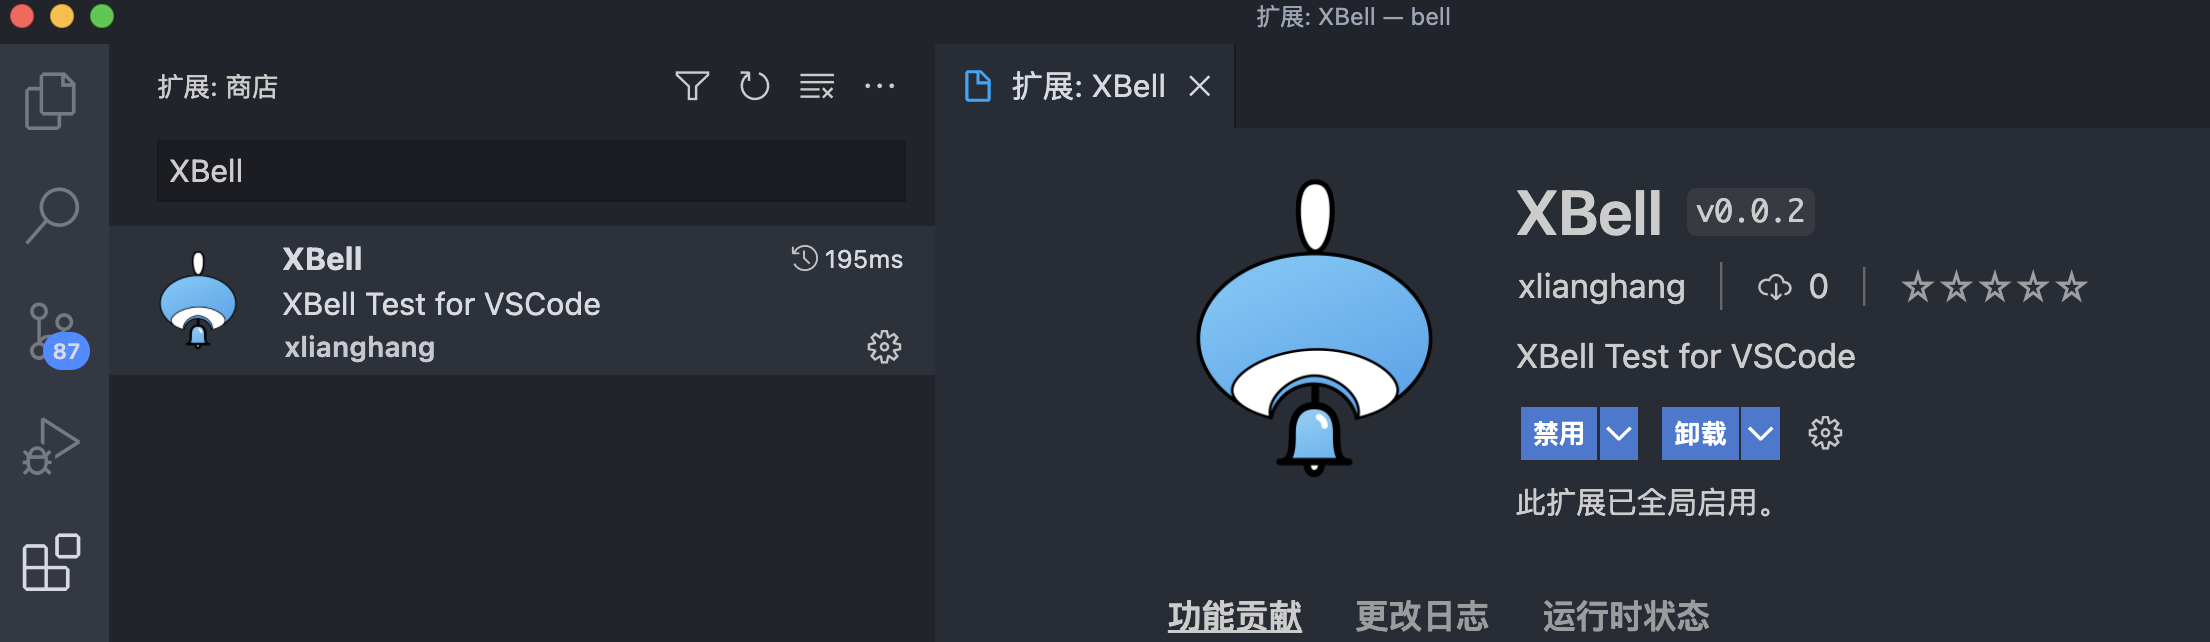 扩展: XBell — bell
扩展: 商店
扩展: XBell
XBell
XBell
195ms
XBell Test for VSCode
xlianghang
87
XBell v0.0.2
xlianghang 0
XBell Test for VSCode
禁用 卸载
此扩展已全局启用。
功能贡献 更改日志 运行时状态